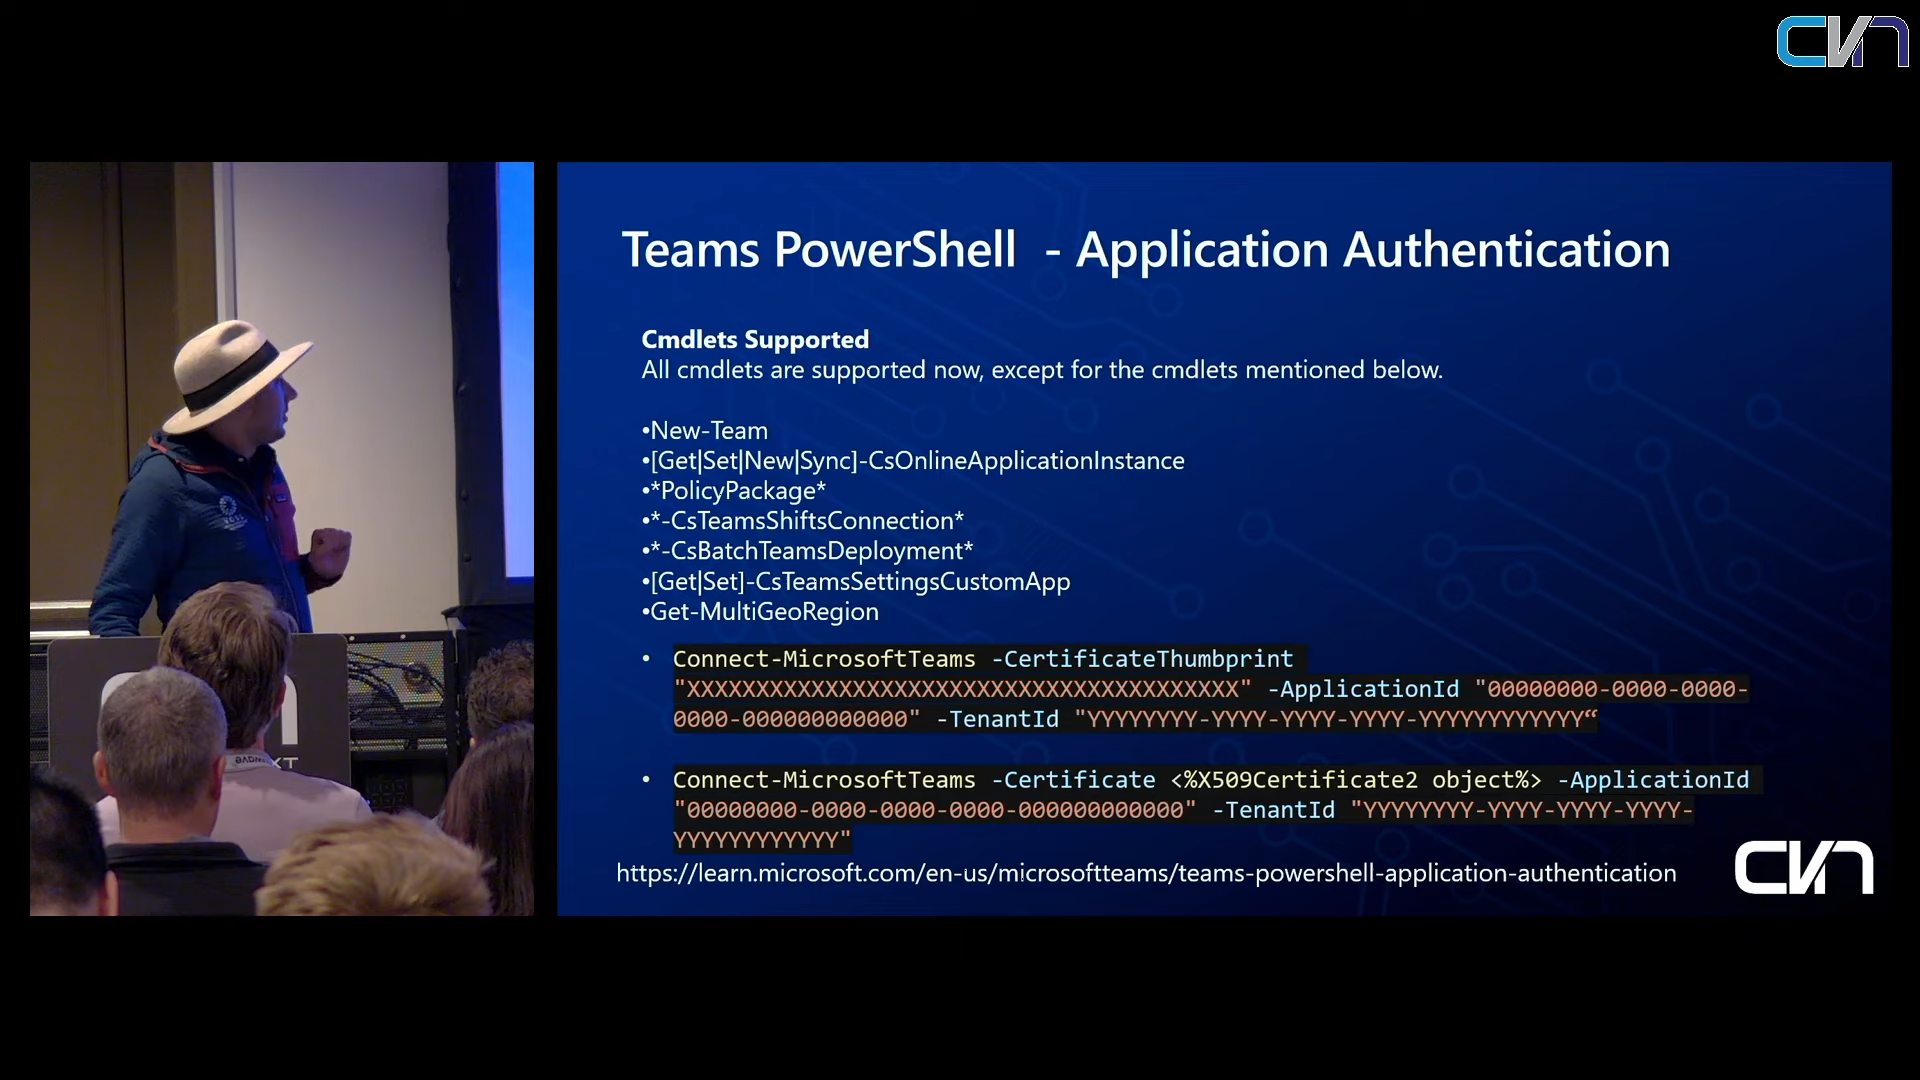 CVN
Teams PowerShell - Application Authentication
Cmdlets Supported
All cmdlets are supported now, except for the cmdlets mentioned below.
•New-Team
•[Get|Set|New|Sync]-CsOnlineApplicationInstance
•*PolicyPackage*
•*-CsTeamsShiftsConnection*
•*-CsBatchTeamsDeployment*
•[Get|Set]-CsTeamsSettingsCustomApp
•Get-MultiGeoRegion
• Connect-MicrosoftTeams -CertificateThumbprint
"XXXXXXXXXXXXXXXXXXXXXXXXXXXXXXXXXXXXXXXX" -ApplicationId "00000000-0000-0000-
0000-000000000000" -TenantId "YYYYYYYY-YYYY-YYYY-YYYY-YYYYYYYYYYYY“
• Connect-MicrosoftTeams -Certificate <%X509Certificate2 object%> -ApplicationId
"00000000-0000-0000-0000-000000000000" -TenantId "YYYYYYYY-YYYY-YYYY-YYYY-
YYYYYYYYYYYY"
https://learn.microsoft.com/en-us/microsoftteams/teams-powershell-application-authentication
CVN